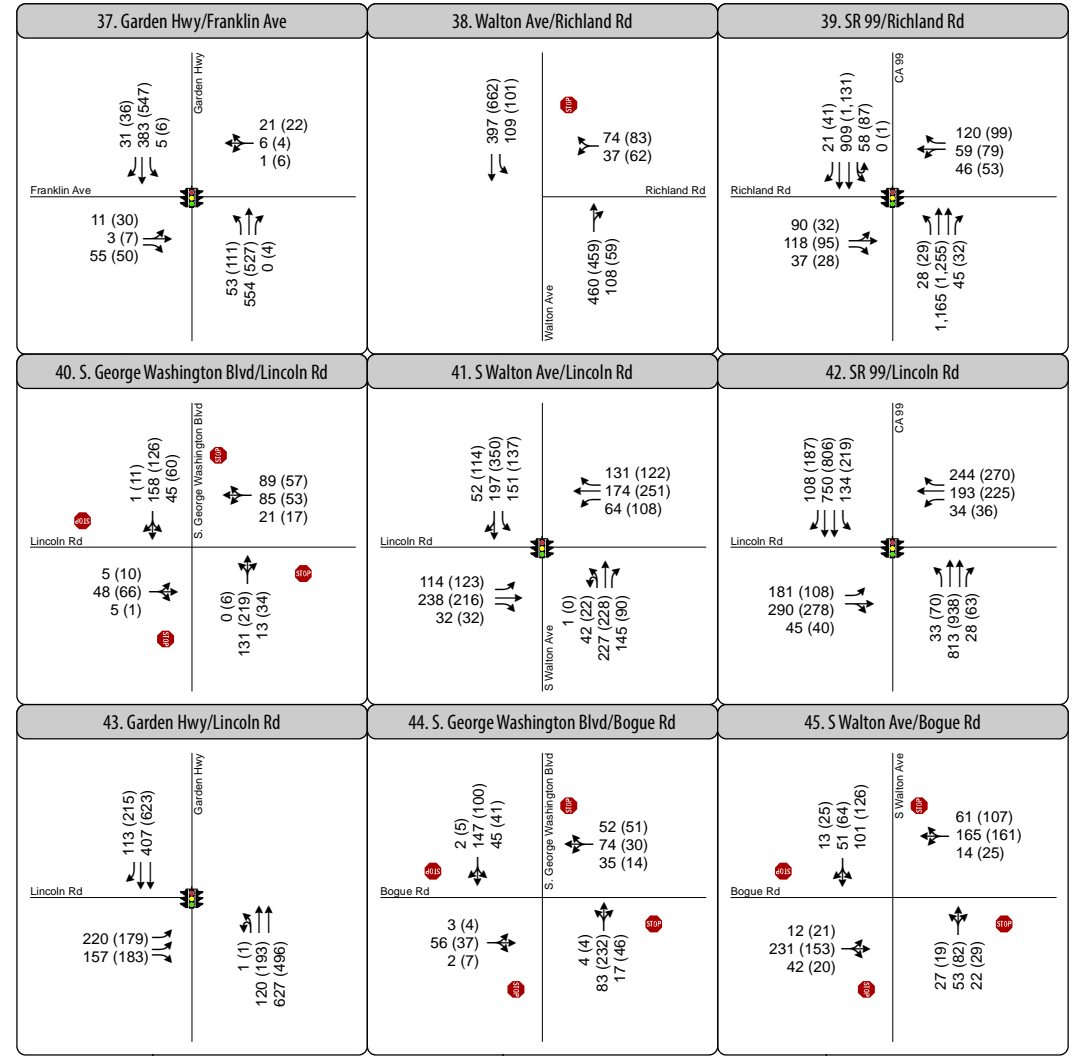 37. Garden Hwy/Franklin Ave
Garden Hwy
31 (36)
383 (547)
5 (6)
21 (22)
6 (4)
1 (6)
Franklin Ave
11 (30)
3 (7)
55 (50)
53 (111)
554 (527)
0 (4)
38. Walton Ave/Richland Rd
397 (662)
109 (101)
STOP
74 (83)
37 (62)
Richland Rd
Walton Ave
460 (459)
108 (59)
39. SR 99/Richland Rd
CA 99
21 (41)
909 (1,131)
58 (87)
0 (1)
120 (99)
59 (79)
46 (53)
Richland Rd
90 (32)
118 (95)
37 (28)
28 (29)
1,165 (1,255)
45 (32)
40. S. George Washington Blvd/Lincoln Rd
S. George Washington Blvd
1 (11)
158 (126)
45 (60)
STOP
89 (57)
85 (53)
21 (17)
STOP
Lincoln Rd
5 (10)
48 (66)
5 (1)
STOP
0 (6)
131 (219)
13 (34)
STOP
41. S Walton Ave/Lincoln Rd
52 (114)
197 (350)
151 (137)
131 (122)
174 (251)
64 (108)
Lincoln Rd
114 (123)
238 (216)
32 (32)
S Walton Ave
1 (0)
42 (22)
227 (228)
145 (90)
42. SR 99/Lincoln Rd
CA 99
108 (187)
750 (806)
134 (219)
244 (270)
193 (225)
34 (36)
Lincoln Rd
181 (108)
290 (278)
45 (40)
33 (70)
813 (938)
28 (63)
43. Garden Hwy/Lincoln Rd
Garden Hwy
113 (215)
407 (623)
Lincoln Rd
220 (179)
157 (183)
1 (1)
120 (193)
627 (496)
44. S. George Washington Blvd/Bogue Rd
S. George Washington Blvd
2 (5)
147 (100)
45 (41)
STOP
52 (51)
74 (30)
35 (14)
STOP
Bogue Rd
3 (4)
56 (37)
2 (7)
4 (4)
83 (232)
17 (46)
STOP
STOP
45. S Walton Ave/Bogue Rd
S Walton Ave
13 (25)
51 (64)
101 (126)
STOP
61 (107)
165 (161)
14 (25)
STOP
Bogue Rd
12 (21)
231 (153)
42 (20)
27 (19)
53 (82)
22 (29)
STOP
STOP